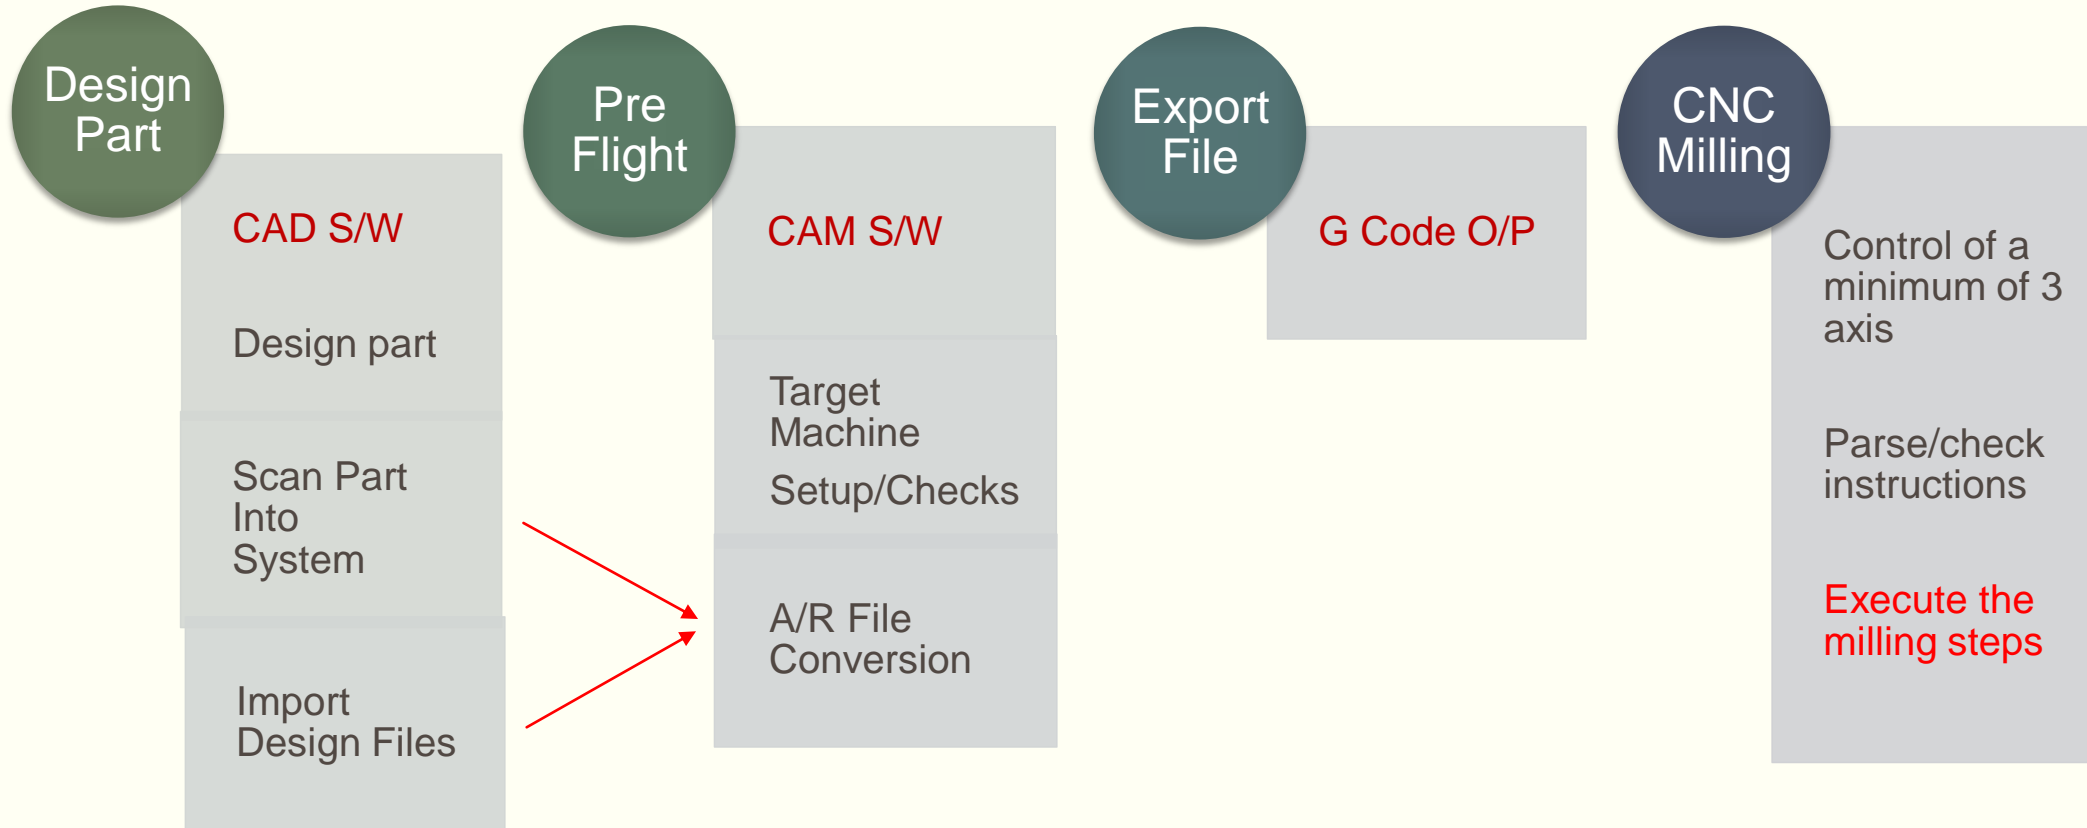 Design
Part
CAD S/W
Design part
Scan Part
Into
System
Import
Design Files
Pre
Flight
CAM S/W
Target
Machine
Setup/Checks
A/R File
Conversion
Export
File
G Code O/P
CNC
Milling
Control of a
minimum of 3
axis
Parse/check
instructions
Execute the
milling steps